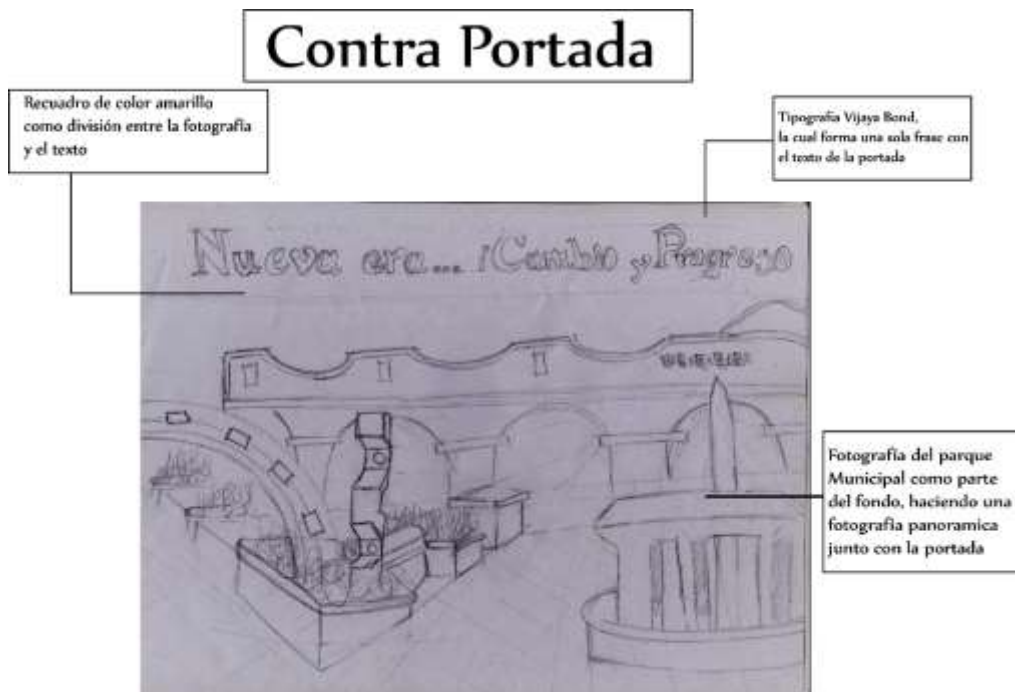 Contra Portada
Recuadro de color amarillo
como división entre la fotografía
y el texto
Tipografia Vijaya Bond,
la cual forma una sola frase con
el texto de la portada
Nueva era... ¡Cambio y Progreso
Fotografía del parque
Municipal como parte
del fondo, haciendo una
fotografía panoramica
junto con la portada